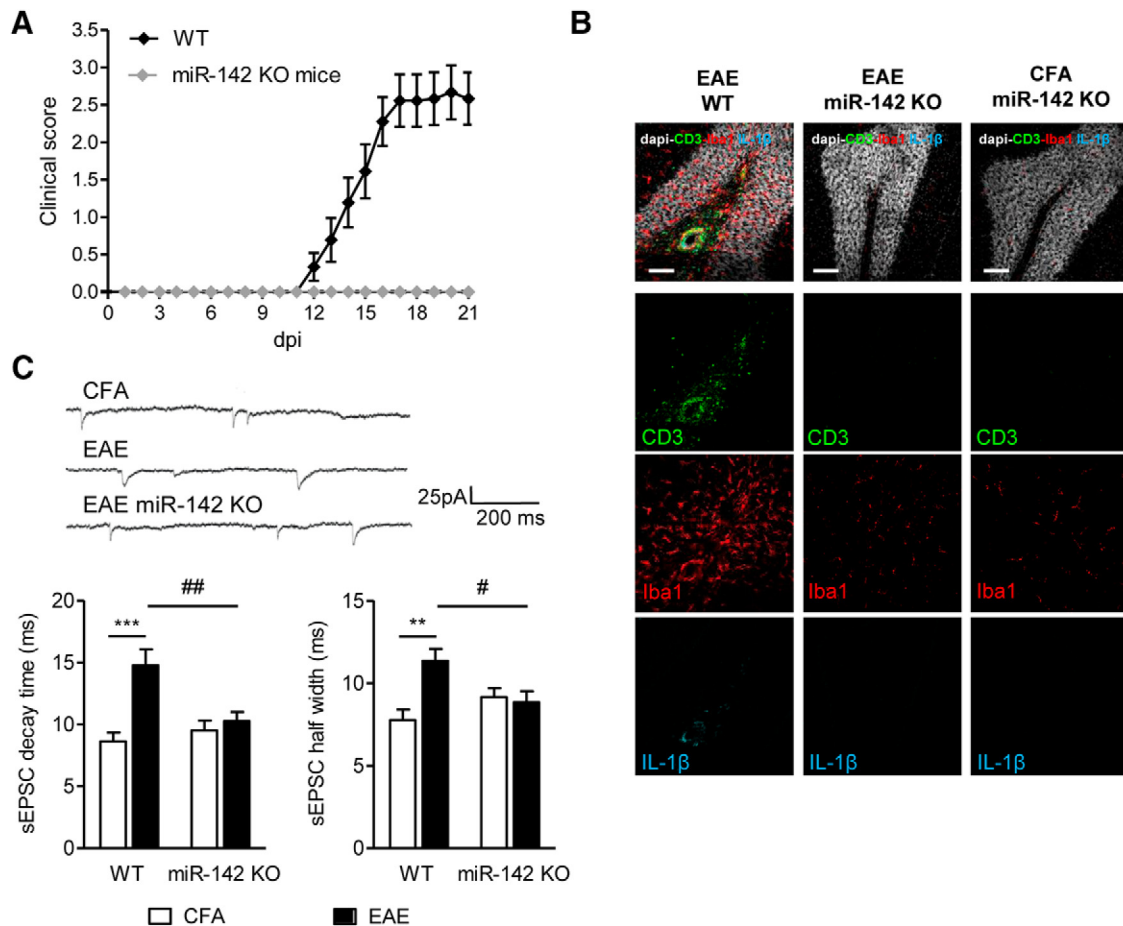 A
WT
miR-142 KO mice
Clinical score
3.5
3.0
2.5
2.0
1.5
1.0
0.5
0.0
0 3 6 9 12 15 18 21
dpi
B
EAE
WT
EAE
miR-142 KO
CFA
miR-142 KO
dapi-CD3-Iba1 IL-1β
dapi-CD3-Iba1 IL-1β
dapi-CD3-Iba1 IL-1β
CD3
CD3
CD3
Iba1
Iba1
Iba1
IL-1β
IL-1β
IL-1β
C
CFA
EAE
EAE miR-142 KO
25pA
200 ms
sEPSC decay time (ms)
20
15
10
5
0
***
##
WT
miR-142 KO
sEPSC half width (ms)
15
10
5
0
**
#
WT
miR-142 KO
CFA
EAE